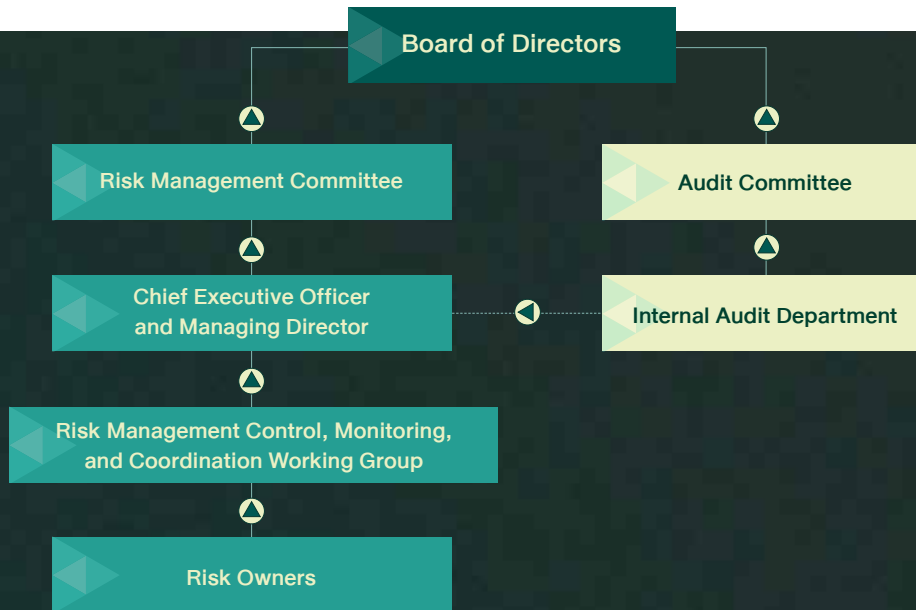 Board of Directors
Risk Management Committee
Audit Committee
Chief Executive Officer
and Managing Director
Internal Audit Department
Risk Management Control, Monitoring,
and Coordination Working Group
Risk Owners